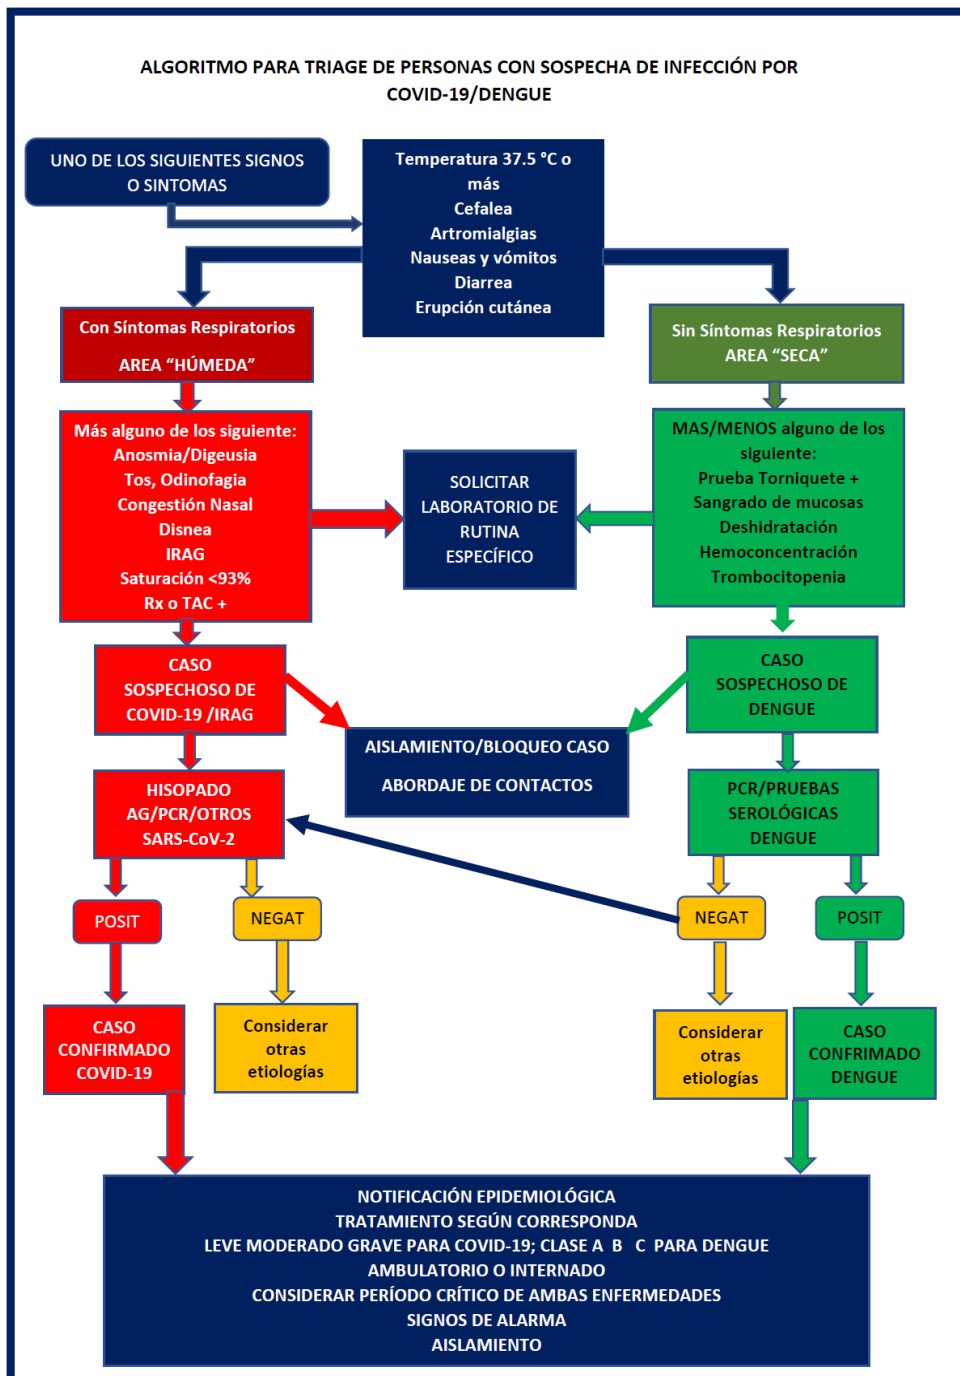 ALGORITMO PARA TRIAGE DE PERSONAS CON SOSPECHA DE INFECCIÓN POR
COVID-19/DENGUE
UNO DE LOS SIGUIENTES SIGNOS
O SINTOMAS
Temperatura 37.5 °C o
más
Cefalea
Artromialgias
Nauseas y vómitos
Diarrea
Erupción cutánea
Con Síntomas Respiratorios
AREA “HÚMEDA”
Sin Síntomas Respiratorios
AREA “SECA”
Más alguno de los siguiente:
Anosmia/Digeusia
Tos, Odinofagia
Congestión Nasal
Disnea
IRAG
Saturación <93%
Rx o TAC +
SOLICITAR
LABORATORIO DE
RUTINA
ESPECÍFICO
MAS/MENOS alguno de los
siguiente:
Prueba Torniquete +
Sangrado de mucosas
Deshidratación
Hemoconcentración
Trombocitopenia
CASO
SOSPECHOSO DE
COVID-19 /IRAG
CASO
SOSPECHOSO DE
DENGUE
AISLAMIENTO/BLOQUEO CASO
ABORDAJE DE CONTACTOS
HISOPADO
AG/PCR/OTROS
SARS-CoV-2
PCR/PRUEBAS
SEROLÓGICAS
DENGUE
POSIT
NEGAT
NEGAT
POSIT
CASO
CONFIRMADO
COVID-19
Considerar
otras
etiologías
Considerar
otras
etiologías
CASO
CONFRIMADO
DENGUE
NOTIFICACIÓN EPIDEMIOLÓGICA
TRATAMIENTO SEGÚN CORRESPONDA
LEVE MODERADO GRAVE PARA COVID-19; CLASE A B C PARA DENGUE
AMBULATORIO O INTERNADO
CONSIDERAR PERÍODO CRÍTICO DE AMBAS ENFERMEDADES
SIGNOS DE ALARMA
AISLAMIENTO